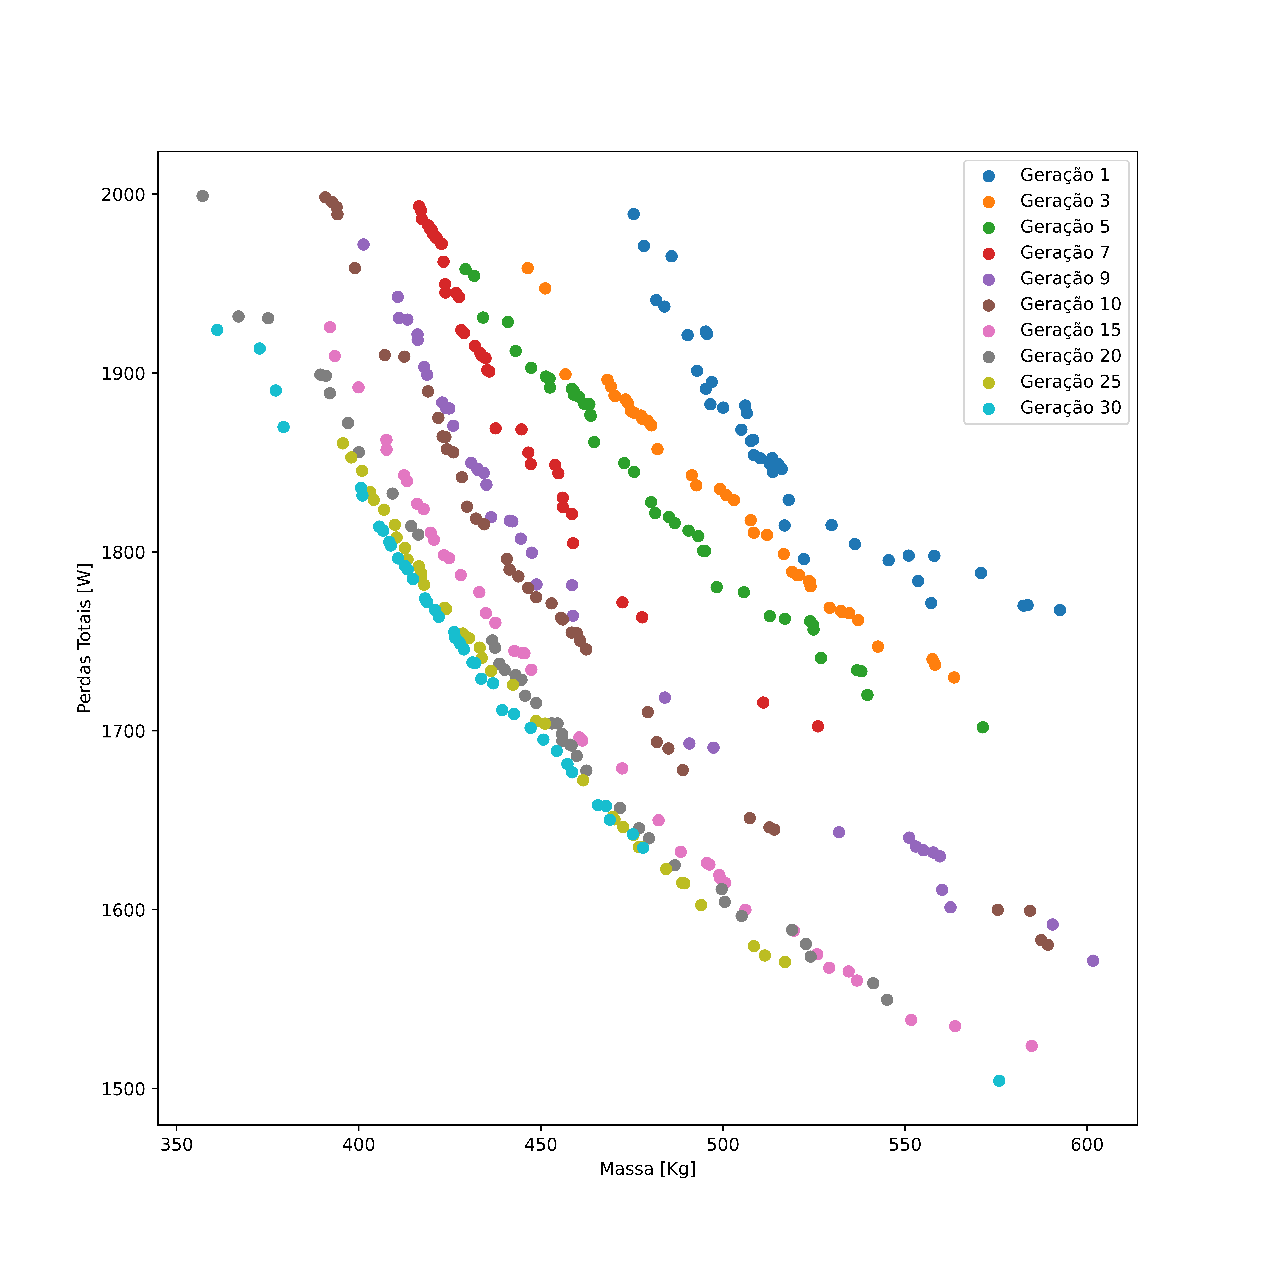 Geração 1
Geração 3
Geração 5
Geração 7
Geração 9
Geração 10
Geração 15
Geração 20
Geração 25
Geração 30
2000
1900
1800
1700
1600
1500
Perdas Totais [W]
350 400 450 500 550 600
Massa [Kg]